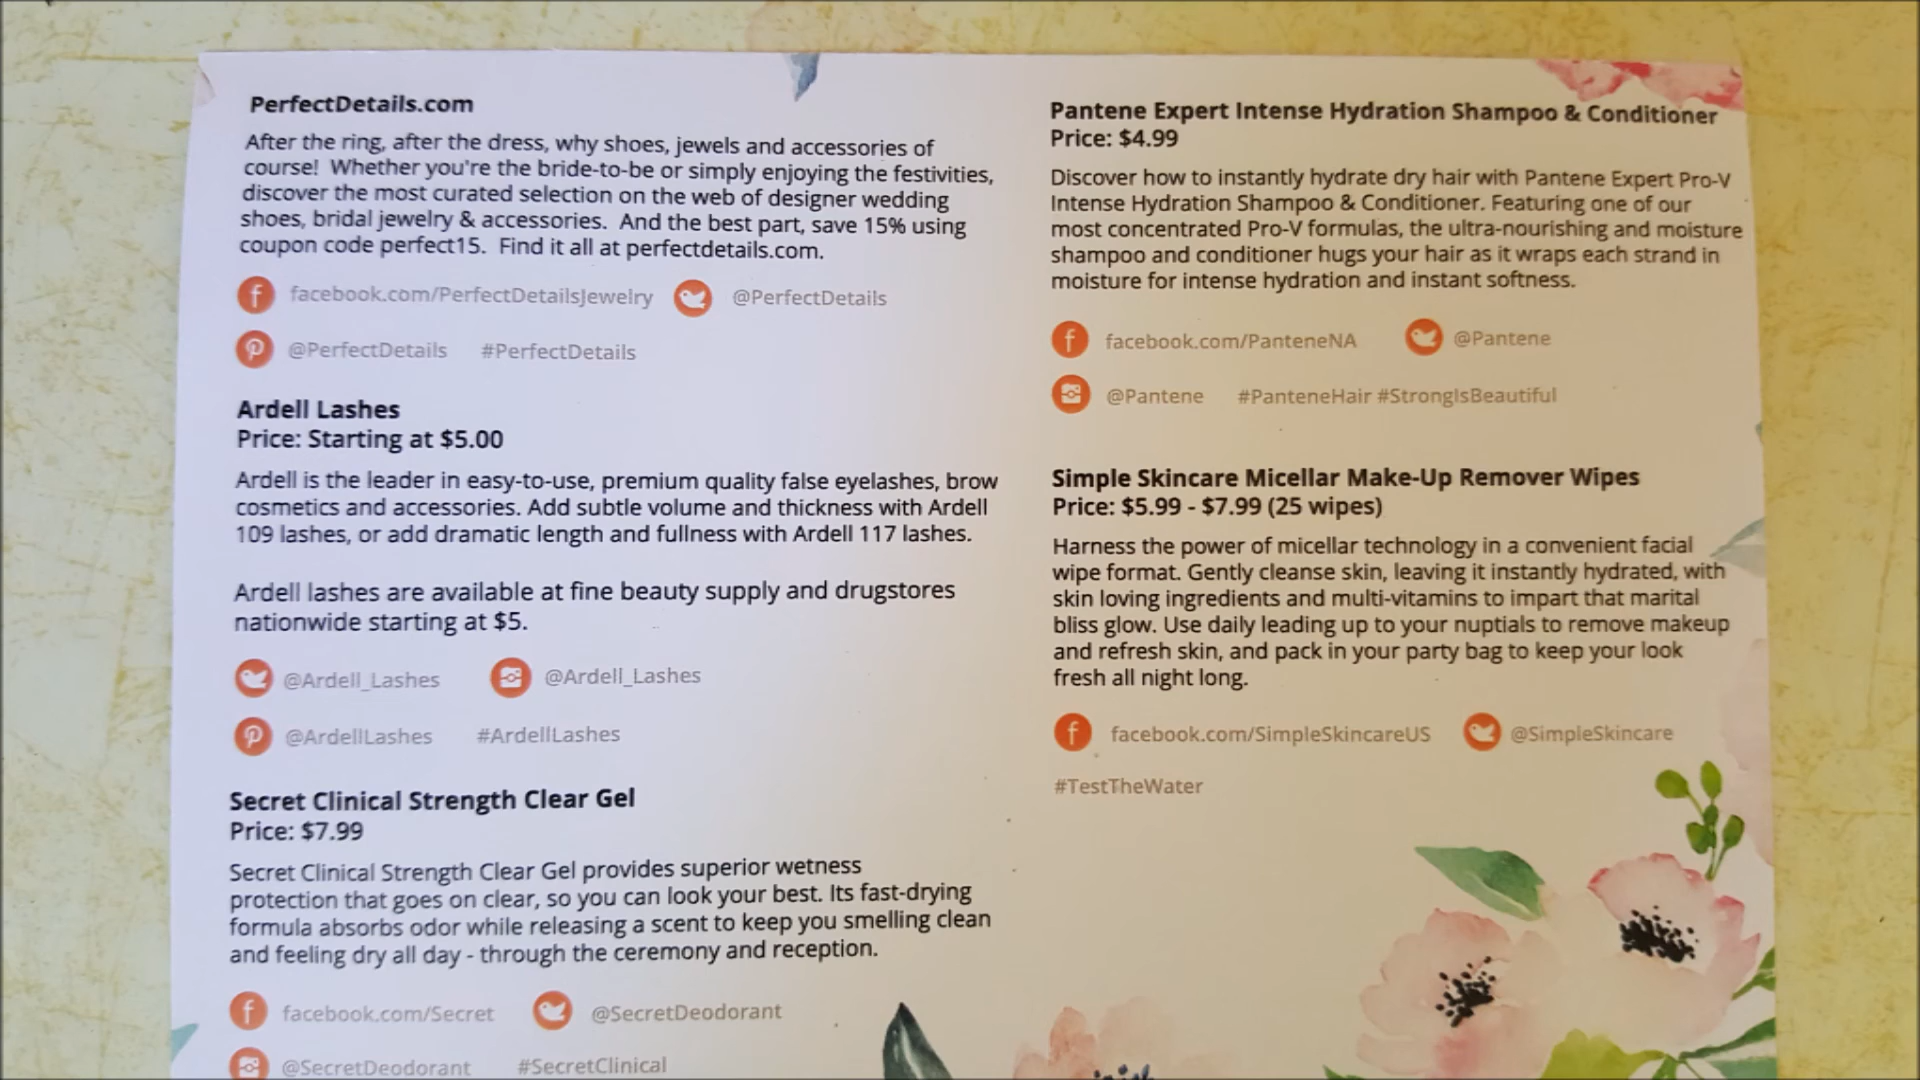 PerfectDetails.com
After the ring, after the dress, why shoes, jewels and accessories of
course! Whether you're the bride-to-be or simply enjoying the festivities,
discover the most curated selection on the web of designer wedding
shoes, bridal jewelry & accessories. And the best part, save 15% using
coupon code perfect15. Find it all at perfectdetails.com.
facebook.com/PerfectDetailsJewelry @PerfectDetails
@PerfectDetails #PerfectDetails
Ardell Lashes
Price: Starting at $5.00
Ardell is the leader in easy-to-use, premium quality false eyelashes, brow
cosmetics and accessories. Add subtle volume and thickness with Ardell
109 lashes, or add dramatic length and fullness with Ardell 117 lashes.
Ardell lashes are available at fine beauty supply and drugstores
nationwide starting at $5.
@Ardell_Lashes @Ardell_Lashes
@ArdellLashes #ArdellLashes
Secret Clinical Strength Clear Gel
Price: $7.99
Secret Clinical Strength Clear Gel provides superior wetness
protection that goes on clear, so you can look your best. Its fast-drying
formula absorbs odor while releasing a scent to keep you smelling clean
and feeling dry all day - through the ceremony and reception.
facebook.com/Secret @SecretDeodorant
@SecretDeodorant #SecretClinical
Pantene Expert Intense Hydration Shampoo & Conditioner
Price: $4.99
Discover how to instantly hydrate dry hair with Pantene Expert Pro-V
Intense Hydration Shampoo & Conditioner. Featuring one of our
most concentrated Pro-V formulas, the ultra-nourishing and moisture
shampoo and conditioner hugs your hair as it wraps each strand in
moisture for intense hydration and instant softness.
facebook.com/PanteneNA @Pantene
@Pantene #PanteneHair #StrongIsBeautiful
Simple Skincare Micellar Make-Up Remover Wipes
Price: $5.99 - $7.99 (25 wipes)
Harness the power of micellar technology in a convenient facial
wipe format. Gently cleanse skin, leaving it instantly hydrated, with
skin loving ingredients and multi-vitamins to impart that marital
bliss glow. Use daily leading up to your nuptials to remove makeup
and refresh skin, and pack in your party bag to keep your look
fresh all night long.
facebook.com/SimpleSkincareUS @SimpleSkincare
#TestTheWater